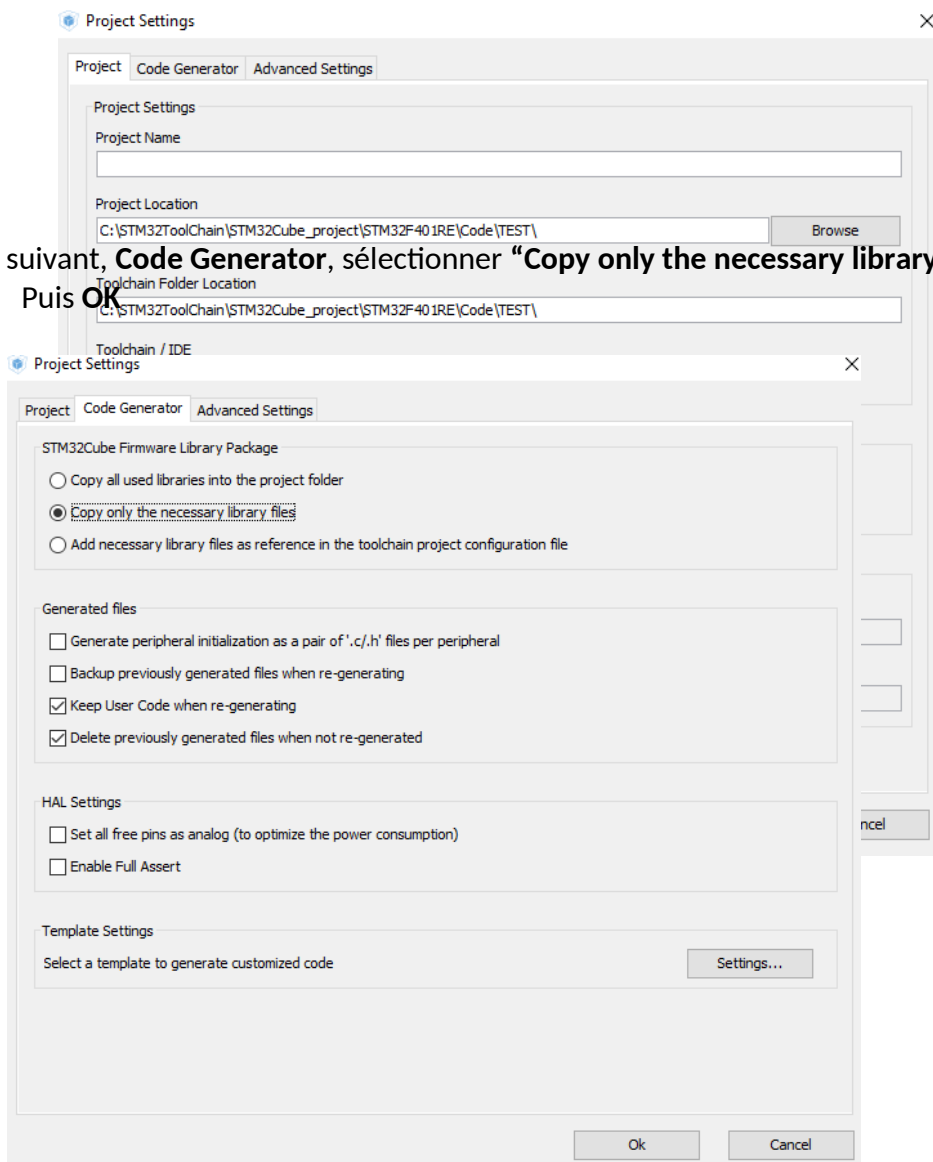 Project Settings
Project Code Generator Advanced Settings
Project Settings
Project Name
Project Location
C:\STM32ToolChain\STM32Cube_project\STM32F401RE\Code\TEST\ Browse
suivant, Code Generator, sélectionner “Copy only the necessary library
Toolchain Folder Location
Puis OK
C:\STM32ToolChain\STM32Cube_project\STM32F401RE\Code\TEST\
Toolchain / IDE
Project Settings
Project Code Generator Advanced Settings
STM32Cube Firmware Library Package
Copy all used libraries into the project folder
Copy only the necessary library files
Add necessary library files as reference in the toolchain project configuration file
Generated files
Generate peripheral initialization as a pair of '.c/.h' files per peripheral
Backup previously generated files when re-generating
Keep User Code when re-generating
Delete previously generated files when not re-generated
HAL Settings
Set all free pins as analog (to optimize the power consumption)
ncel
Enable Full Assert
Template Settings
Select a template to generate customized code Settings...
Ok Cancel